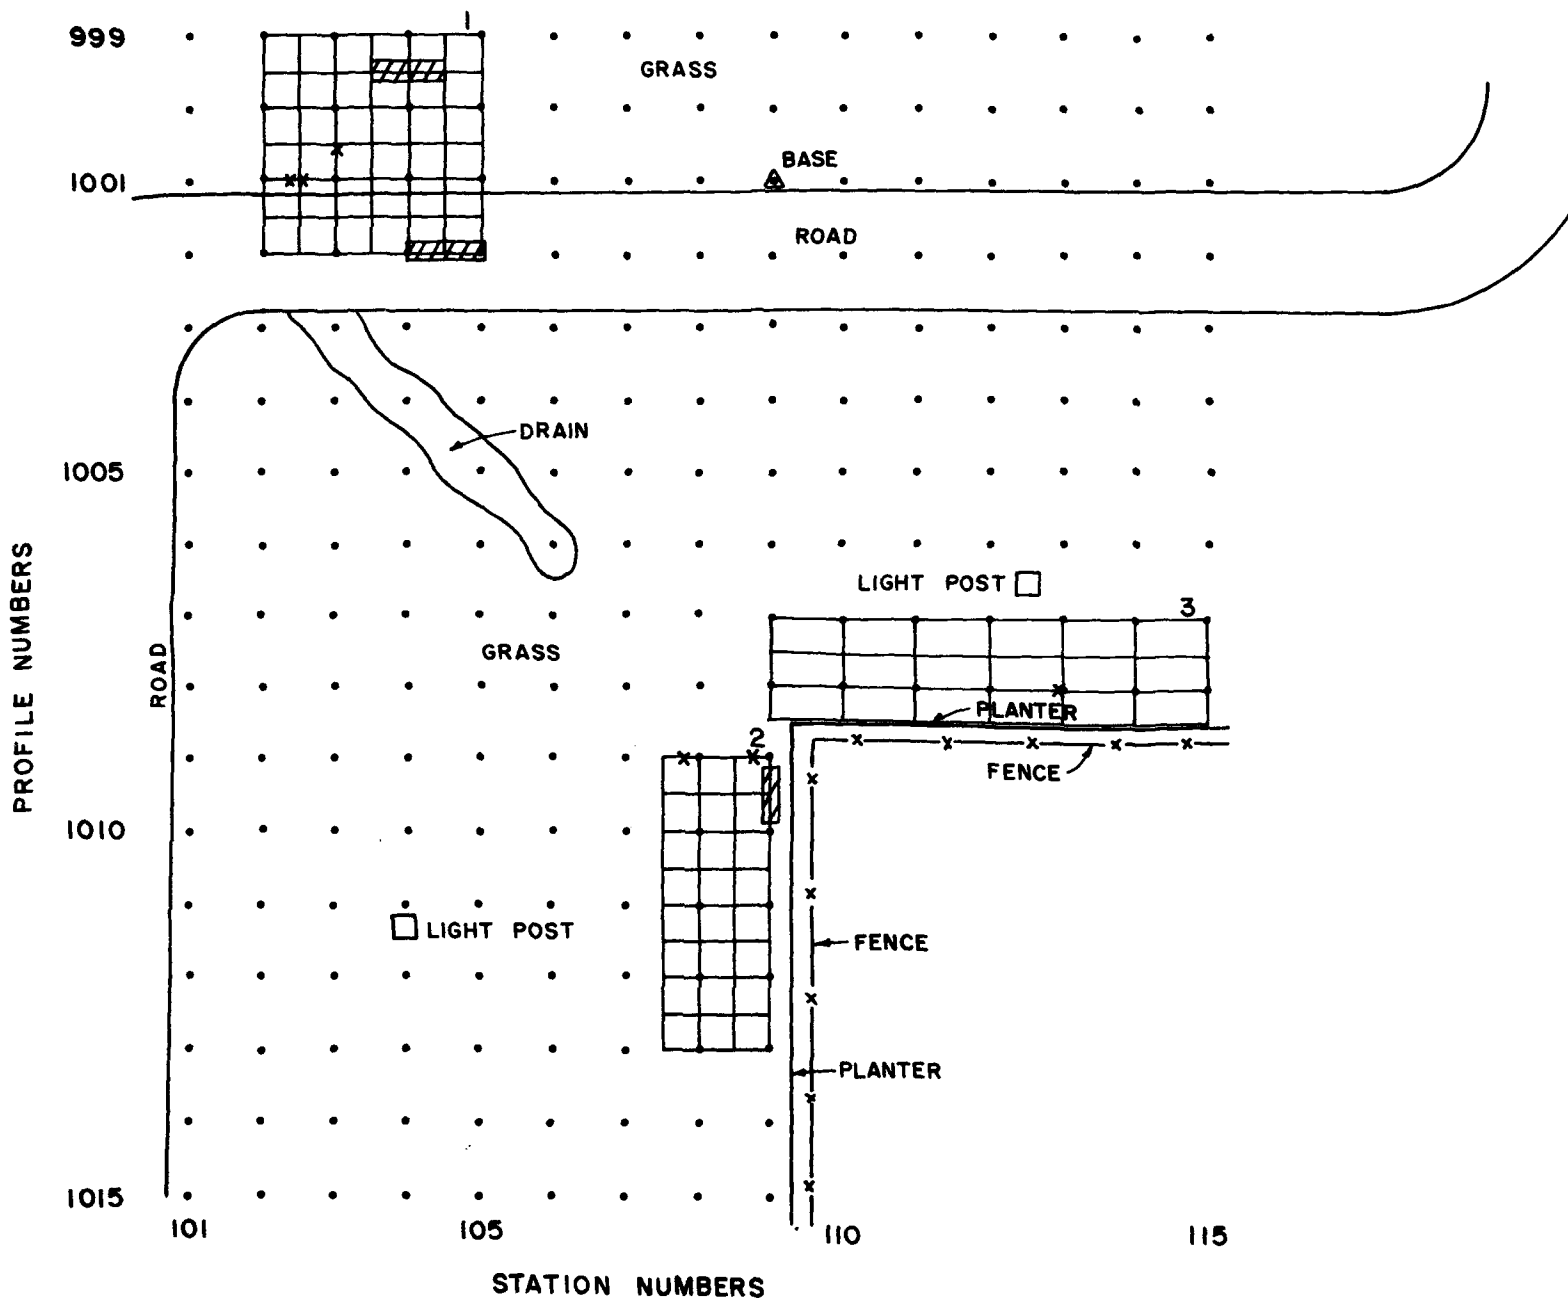 1
999
GRASS
BASE
1001
ROAD
DRAIN
1005
LIGHT POST
3
GRASS
ROAD
PLANTER
2
FENCE
PROFILE NUMBERS
1010
LIGHT POST
FENCE
PLANTER
1015
101
105
110
115
STATION NUMBERS